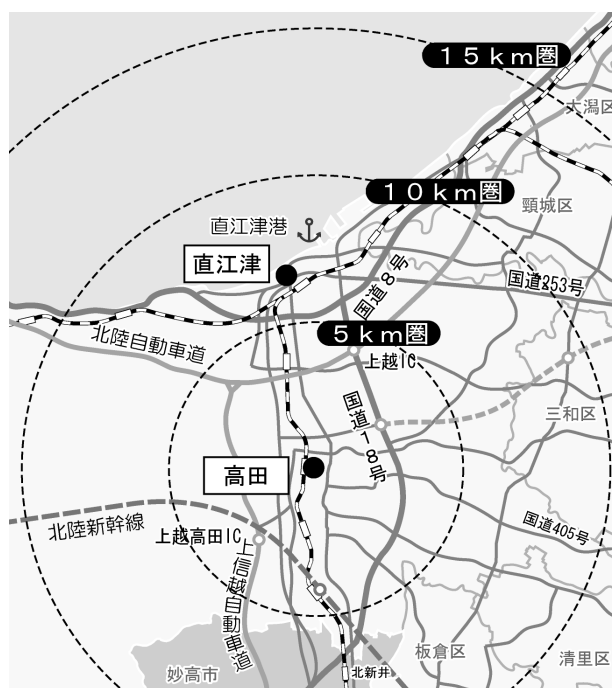 15km圏
大潟区
10km圏
頸城区
直江津港
直江津
国道8号
国道253号
北陸自動車道
5km圏
上越IC
三和区
国道18号
高田
北陸新幹線
上越高田IC
国道405号
上信越自動車道
板倉区
清里区
妙高市
北新井